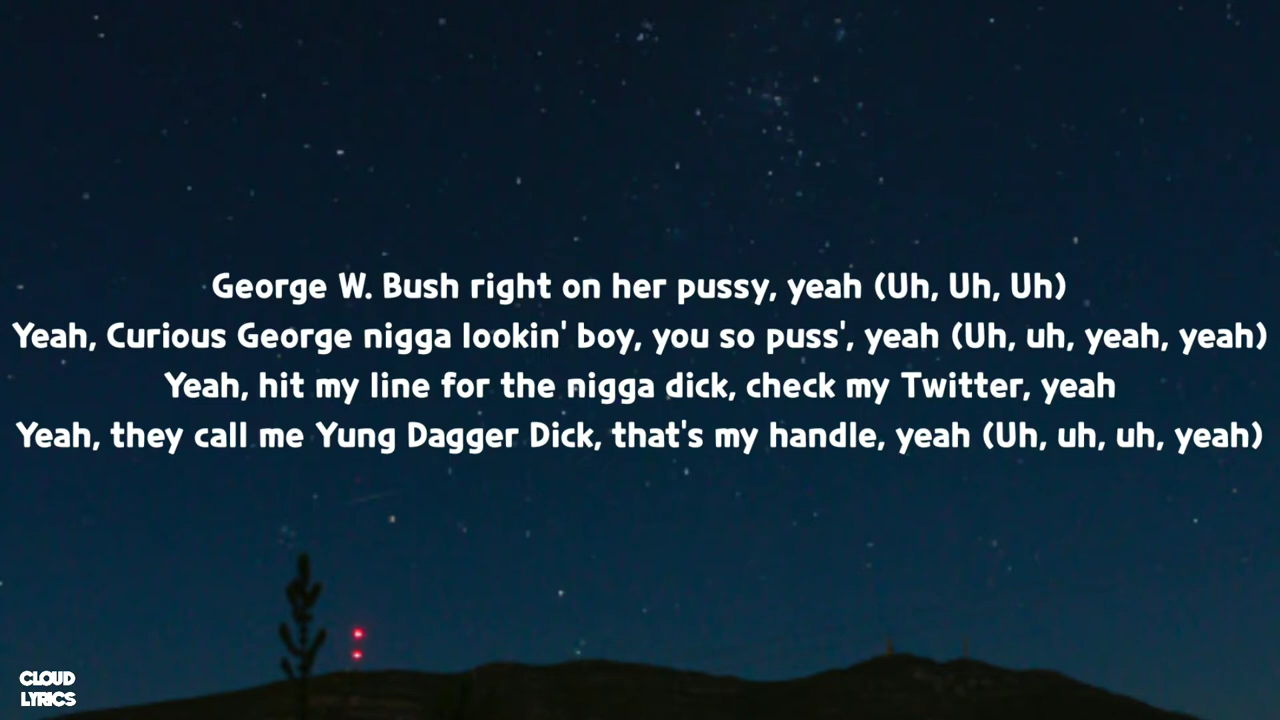 George W. Bush right on her pussy, yeah (Uh, Uh, Uh)
Yeah, Curious George nigga lookin' boy, you so puss', yeah (Uh, uh, yeah, yeah)
Yeah, hit my line for the nigga dick, check my Twitter, yeah
Yeah, they call me Yung Dagger Dick, that's my handle, yeah (Uh, uh, uh, yeah)
CLOUD
LYRICS